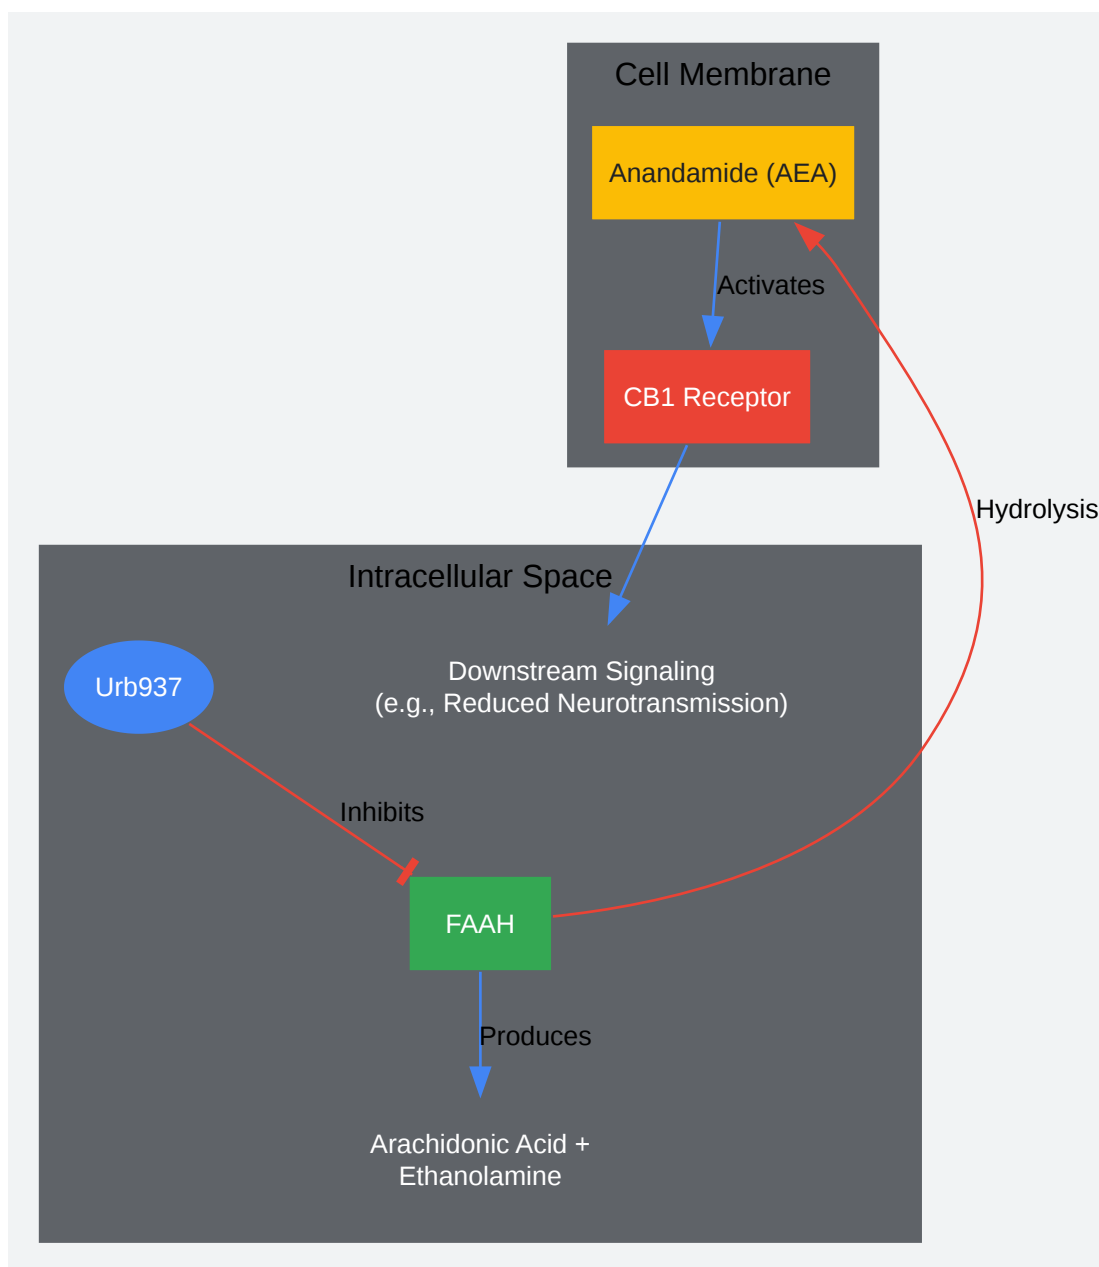 Cell Membrane
Anandamide (AEA)
Activates
CB1 Receptor
Hydrolysis
Intracellular Space
Urb937
Downstream Signaling
(e.g., Reduced Neurotransmission)
Inhibits
FAAH
Produces
Arachidonic Acid +
Ethanolamine